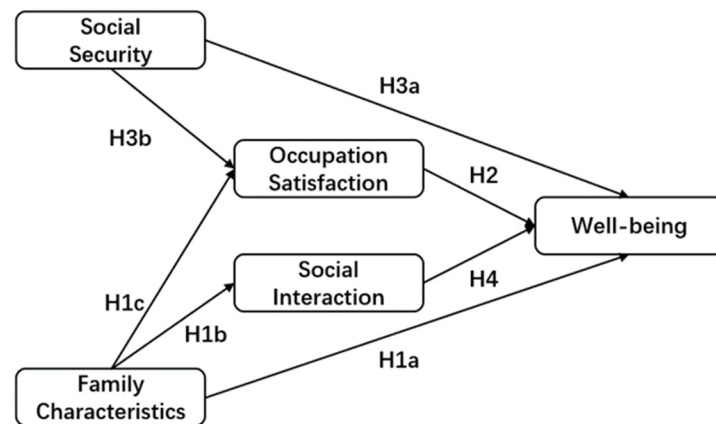 Social
Security
H3a
H3b
Occupation
Satisfaction
H2
Well-being
Social
Interaction
H4
H1c
H1b
H1a
Family
Characteristics